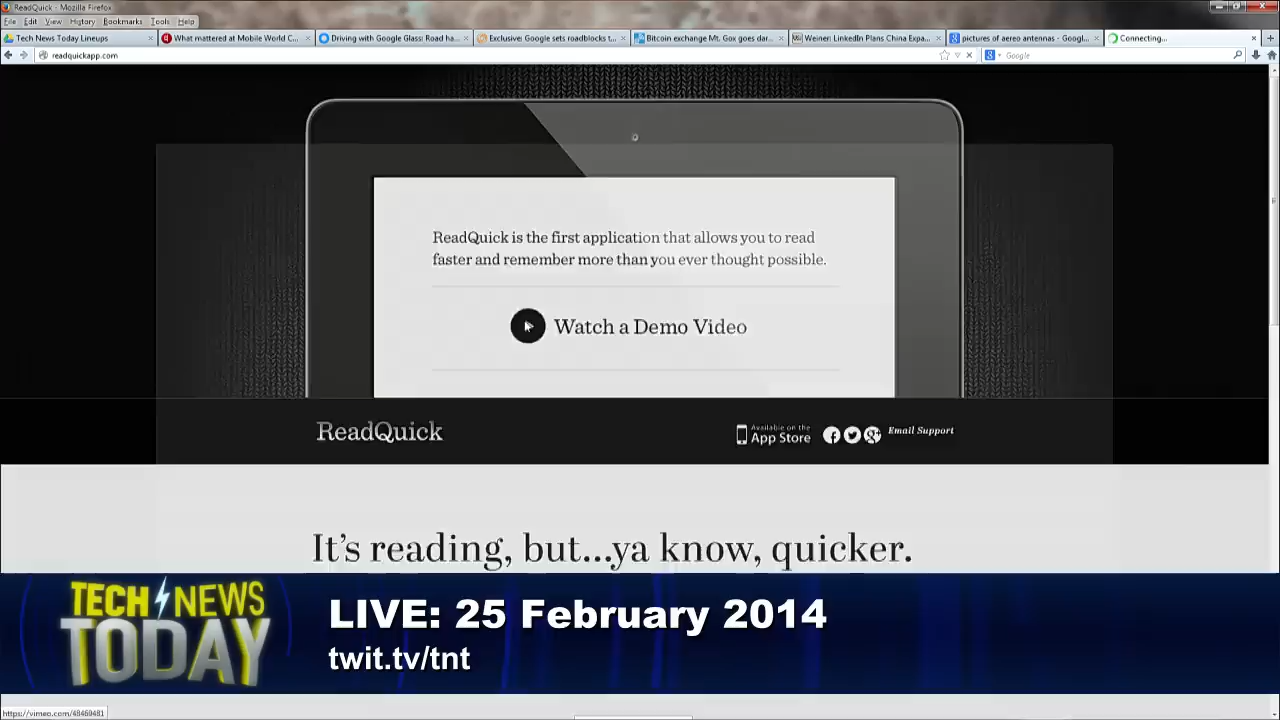 ReadQuick - Mozilla Firefox
File Edit View History Bookmarks Tools Help
Tech News Today Lineups
What mattered at Mobile World C...
Driving with Google Glass: Road ha...
Exclusive: Google sets roadblocks t...
Bitcoin exchange Mt. Gox goes dar...
Weiner: LinkedIn Plans China Expa...
pictures of aereo antennas - Googl...
Connecting...
readquickapp.com
Google
ReadQuick is the first application that allows you to read
faster and remember more than you ever thought possible.
Watch a Demo Video
ReadQuick
Available on the
App Store
Email Support
It's reading, but...ya know, quicker.
TECH NEWS
TODAY
LIVE: 25 February 2014
twit.tv/tnt
https://vimeo.com/48469481